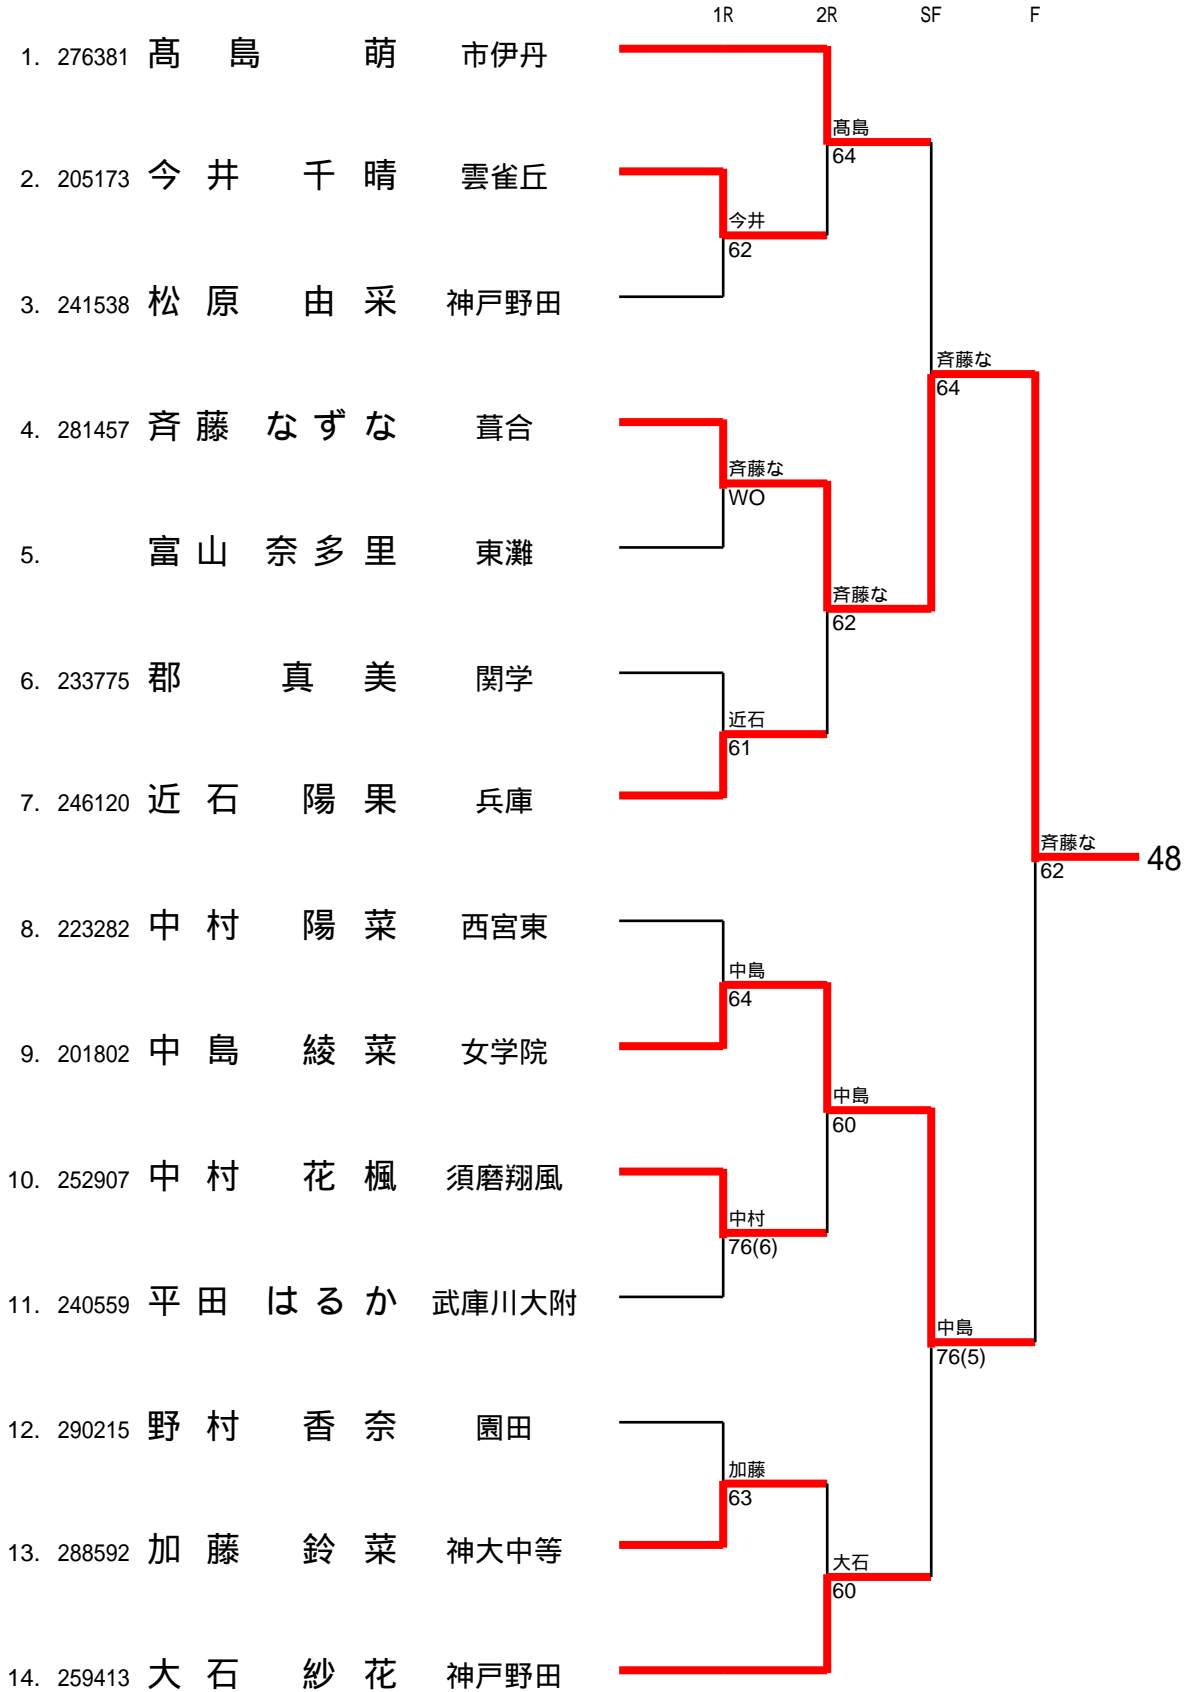 1R 2R SF F
1. 276381 髙島 萌 市伊丹
髙島
64
2. 205173 今井 千晴 雲雀丘
今井
62
3. 241538 松原 由采 神戸野田
斉藤な
64
4. 281457 斉藤 なずな 葺合
斉藤な
WO
5. 富山 奈多里 東灘
斉藤な
62
6. 233775 郡 真美 関学
近石
61
7. 246120 近石 陽果 兵庫
斉藤な
62
48
8. 223282 中村 陽菜 西宮東
中島
64
9. 201802 中島 綾菜 女学院
中島
60
10. 252907 中村 花楓 須磨翔風
中村
76(6)
11. 240559 平田 はるか 武庫川大附
中島
76(5)
12. 290215 野村 香奈 園田
加藤
63
13. 288592 加藤 鈴菜 神大中等
大石
60
14. 259413 大石 紗花 神戸野田